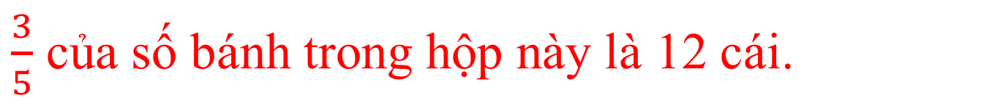 3/5 của số bánh trong hộp này là 12 cái.